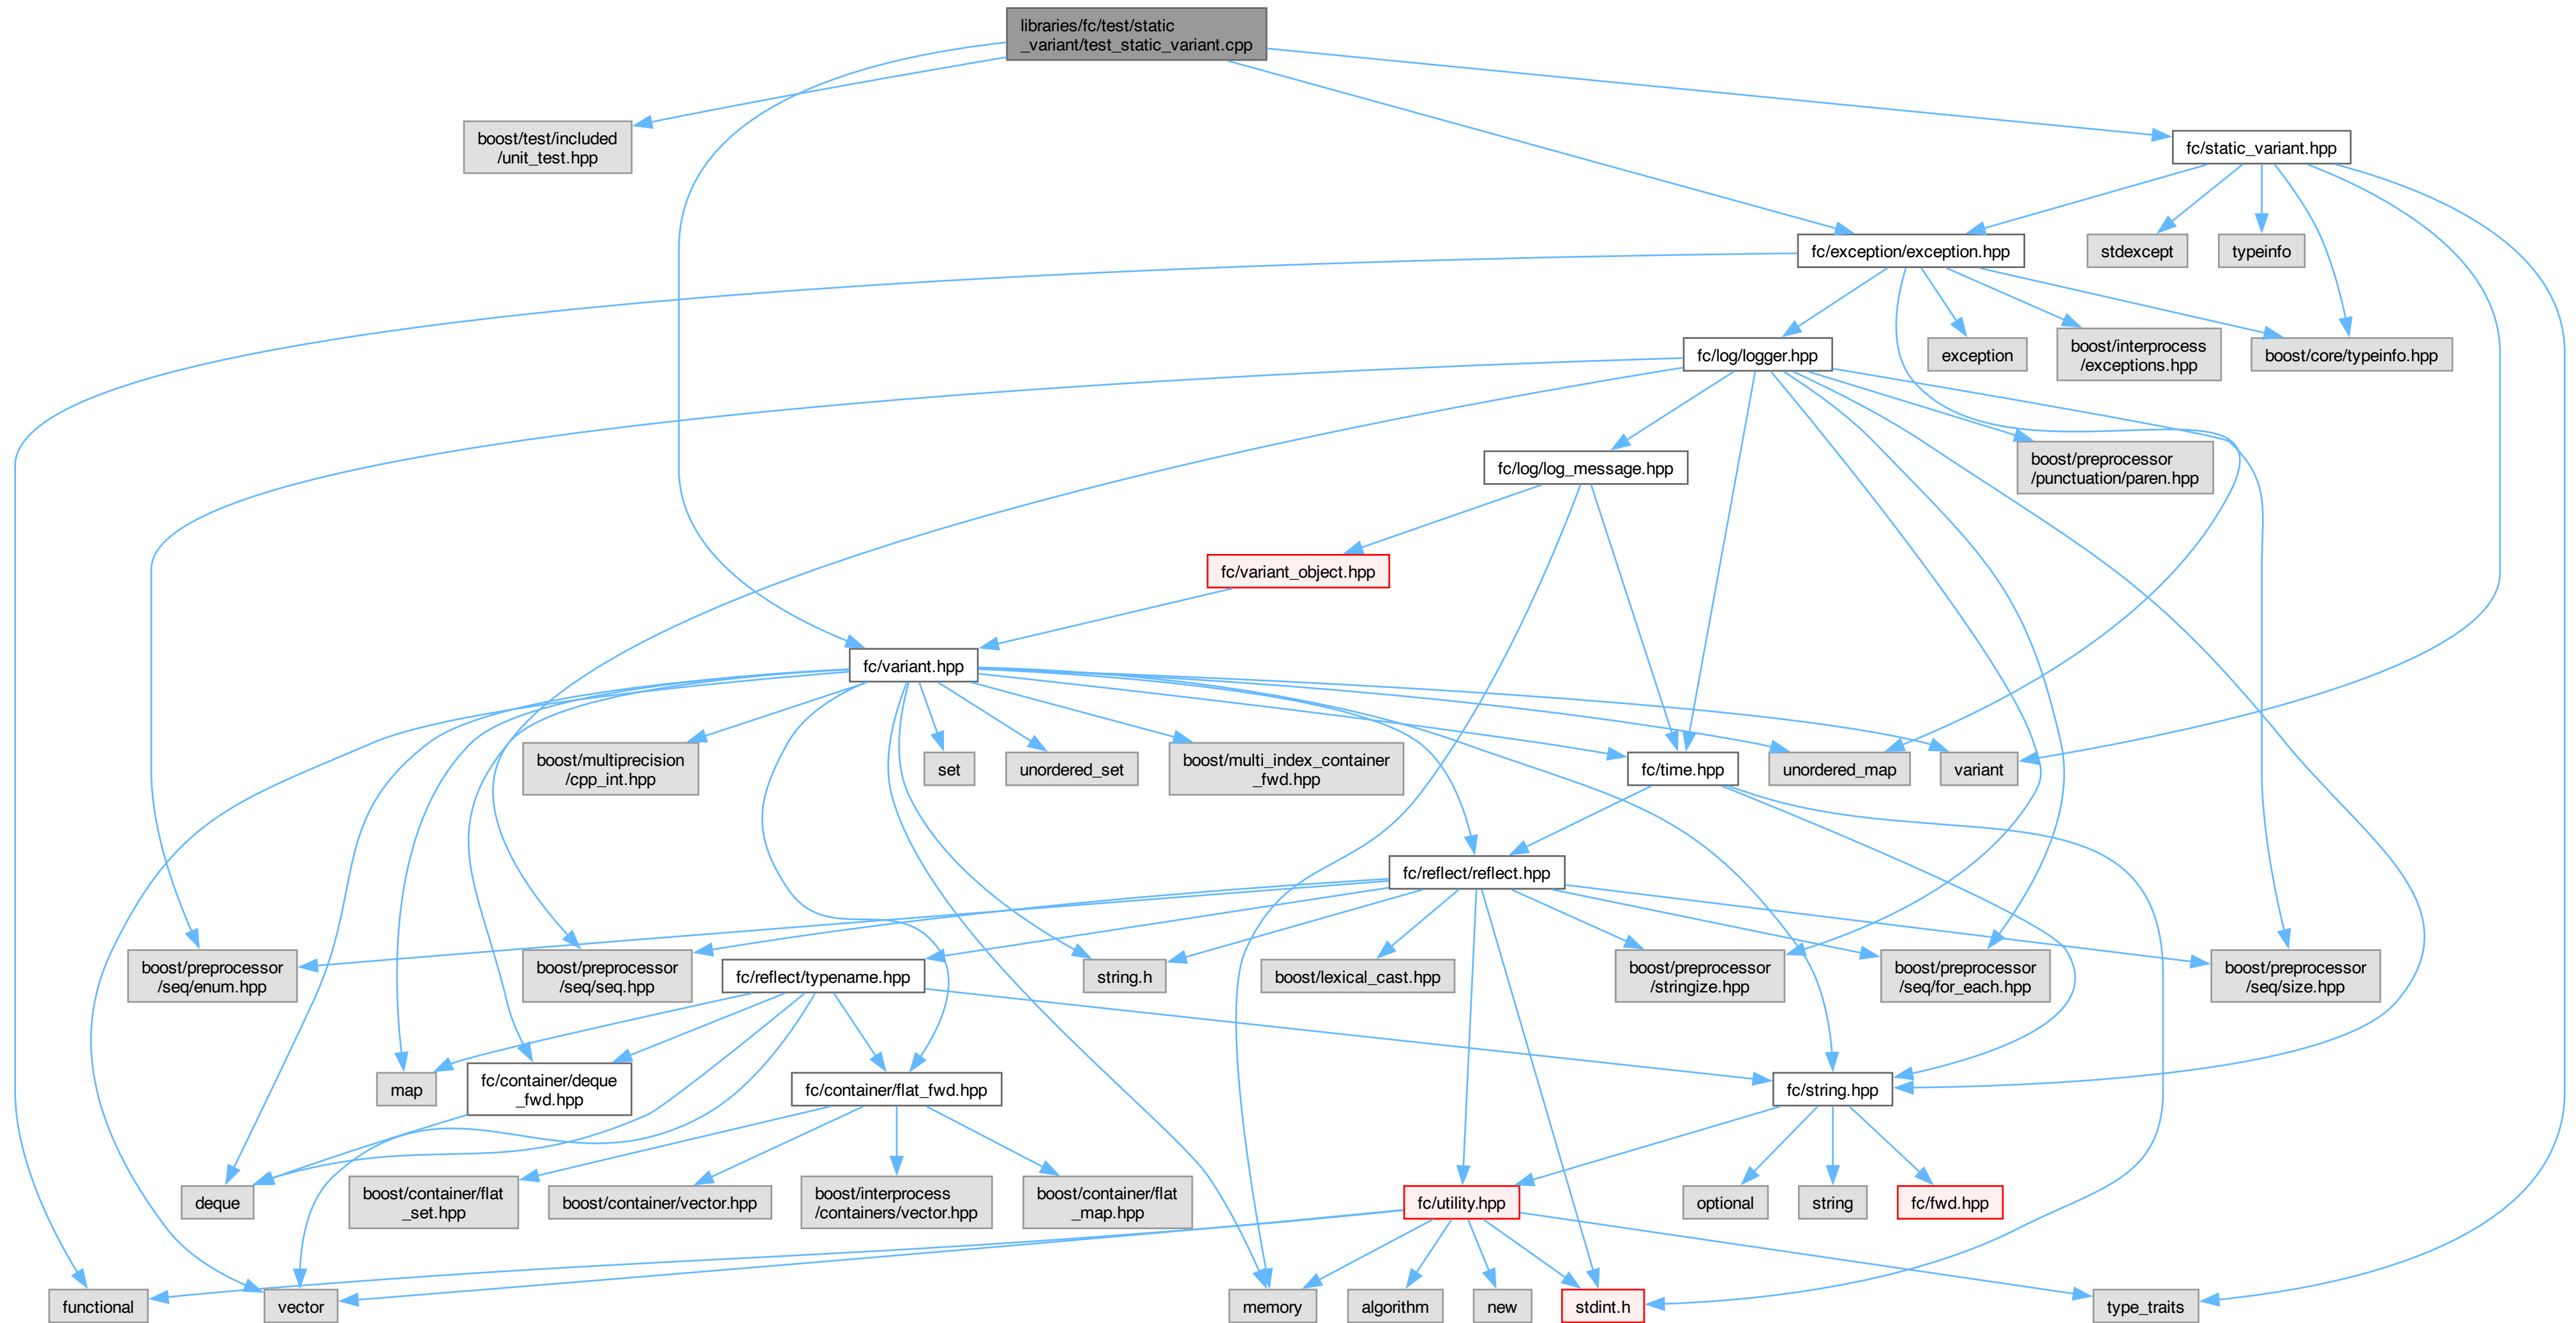 libraries/fc/test/static
_variant/test_static_variant.cpp
boost/test/included
/unit_test.hpp
fc/static_variant.hpp
fc/exception/exception.hpp
stdexcept
typeinfo
fc/log/logger.hpp
exception
boost/interprocess
/exceptions.hpp
boost/core/typeinfo.hpp
fc/log/log_message.hpp
boost/preprocessor
/punctuation/paren.hpp
fc/variant_object.hpp
fc/variant.hpp
boost/multiprecision
/cpp_int.hpp
set
unordered_set
boost/multi_index_container
_fwd.hpp
fc/time.hpp
unordered_map
variant
fc/reflect/reflect.hpp
boost/preprocessor
/seq/enum.hpp
boost/preprocessor
/seq/seq.hpp
fc/reflect/typename.hpp
string.h
boost/lexical_cast.hpp
boost/preprocessor
/stringize.hpp
boost/preprocessor
/seq/for_each.hpp
boost/preprocessor
/seq/size.hpp
map
fc/container/deque
_fwd.hpp
fc/container/flat_fwd.hpp
fc/string.hpp
deque
boost/container/flat
_set.hpp
boost/container/vector.hpp
boost/interprocess
/containers/vector.hpp
boost/container/flat
_map.hpp
fc/utility.hpp
optional
string
fc/fwd.hpp
functional
vector
memory
algorithm
new
stdint.h
type_traits